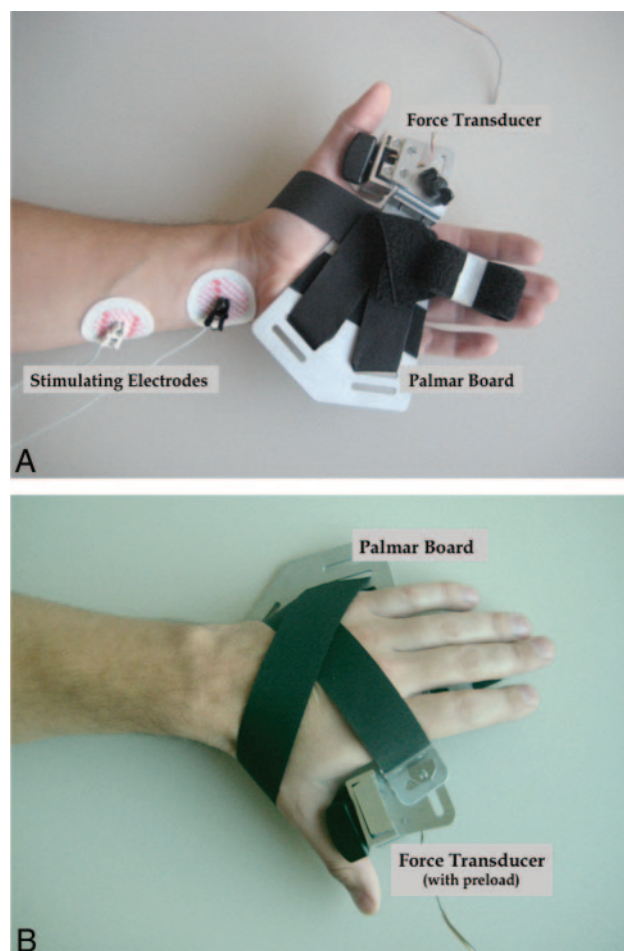 Force Transducer
Stimulating Electrodes
Palmar Board
A
Palmar Board
Force Transducer
(with preload)
B